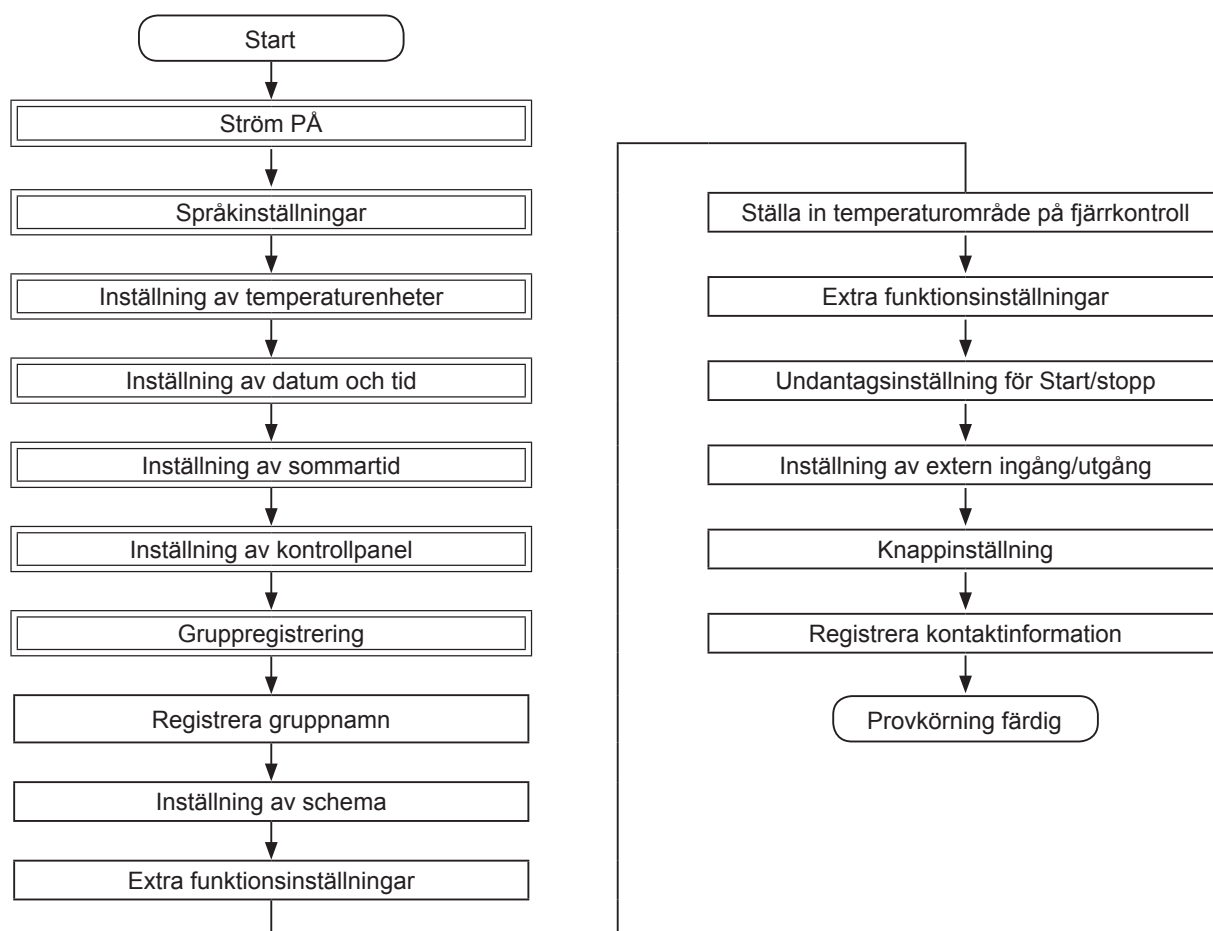 Start
Ström PÅ
Språkinställningar
Inställning av temperaturenheter
Inställning av datum och tid
Inställning av sommartid
Inställning av kontrollpanel
Gruppregistrering
Registrera gruppnamn
Inställning av schema
Extra funktionsinställningar
Ställa in temperaturområde på fjärrkontroll
Extra funktionsinställningar
Undantagsinställning för Start/stopp
Inställning av extern ingång/utgång
Knappinställning
Registrera kontaktinformation
Provkörning färdig